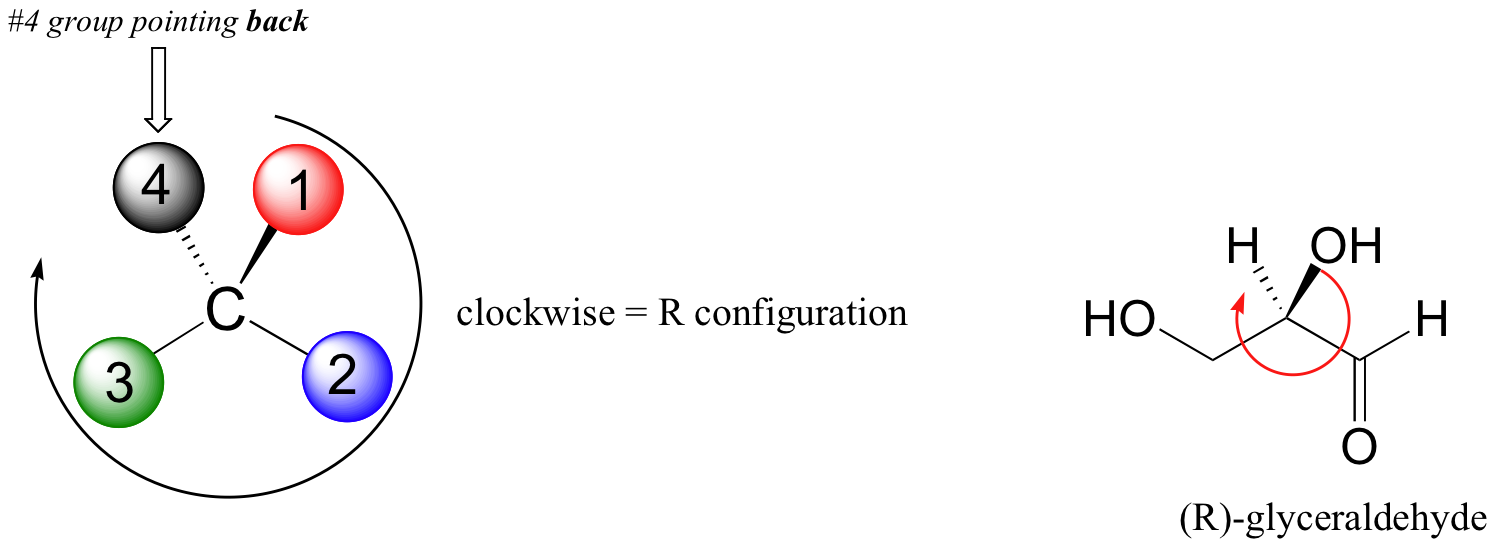 #4 group pointing back
4
1
C
3
2
clockwise = R configuration
H
OH
HO
H
O
(R)-glyceraldehyde